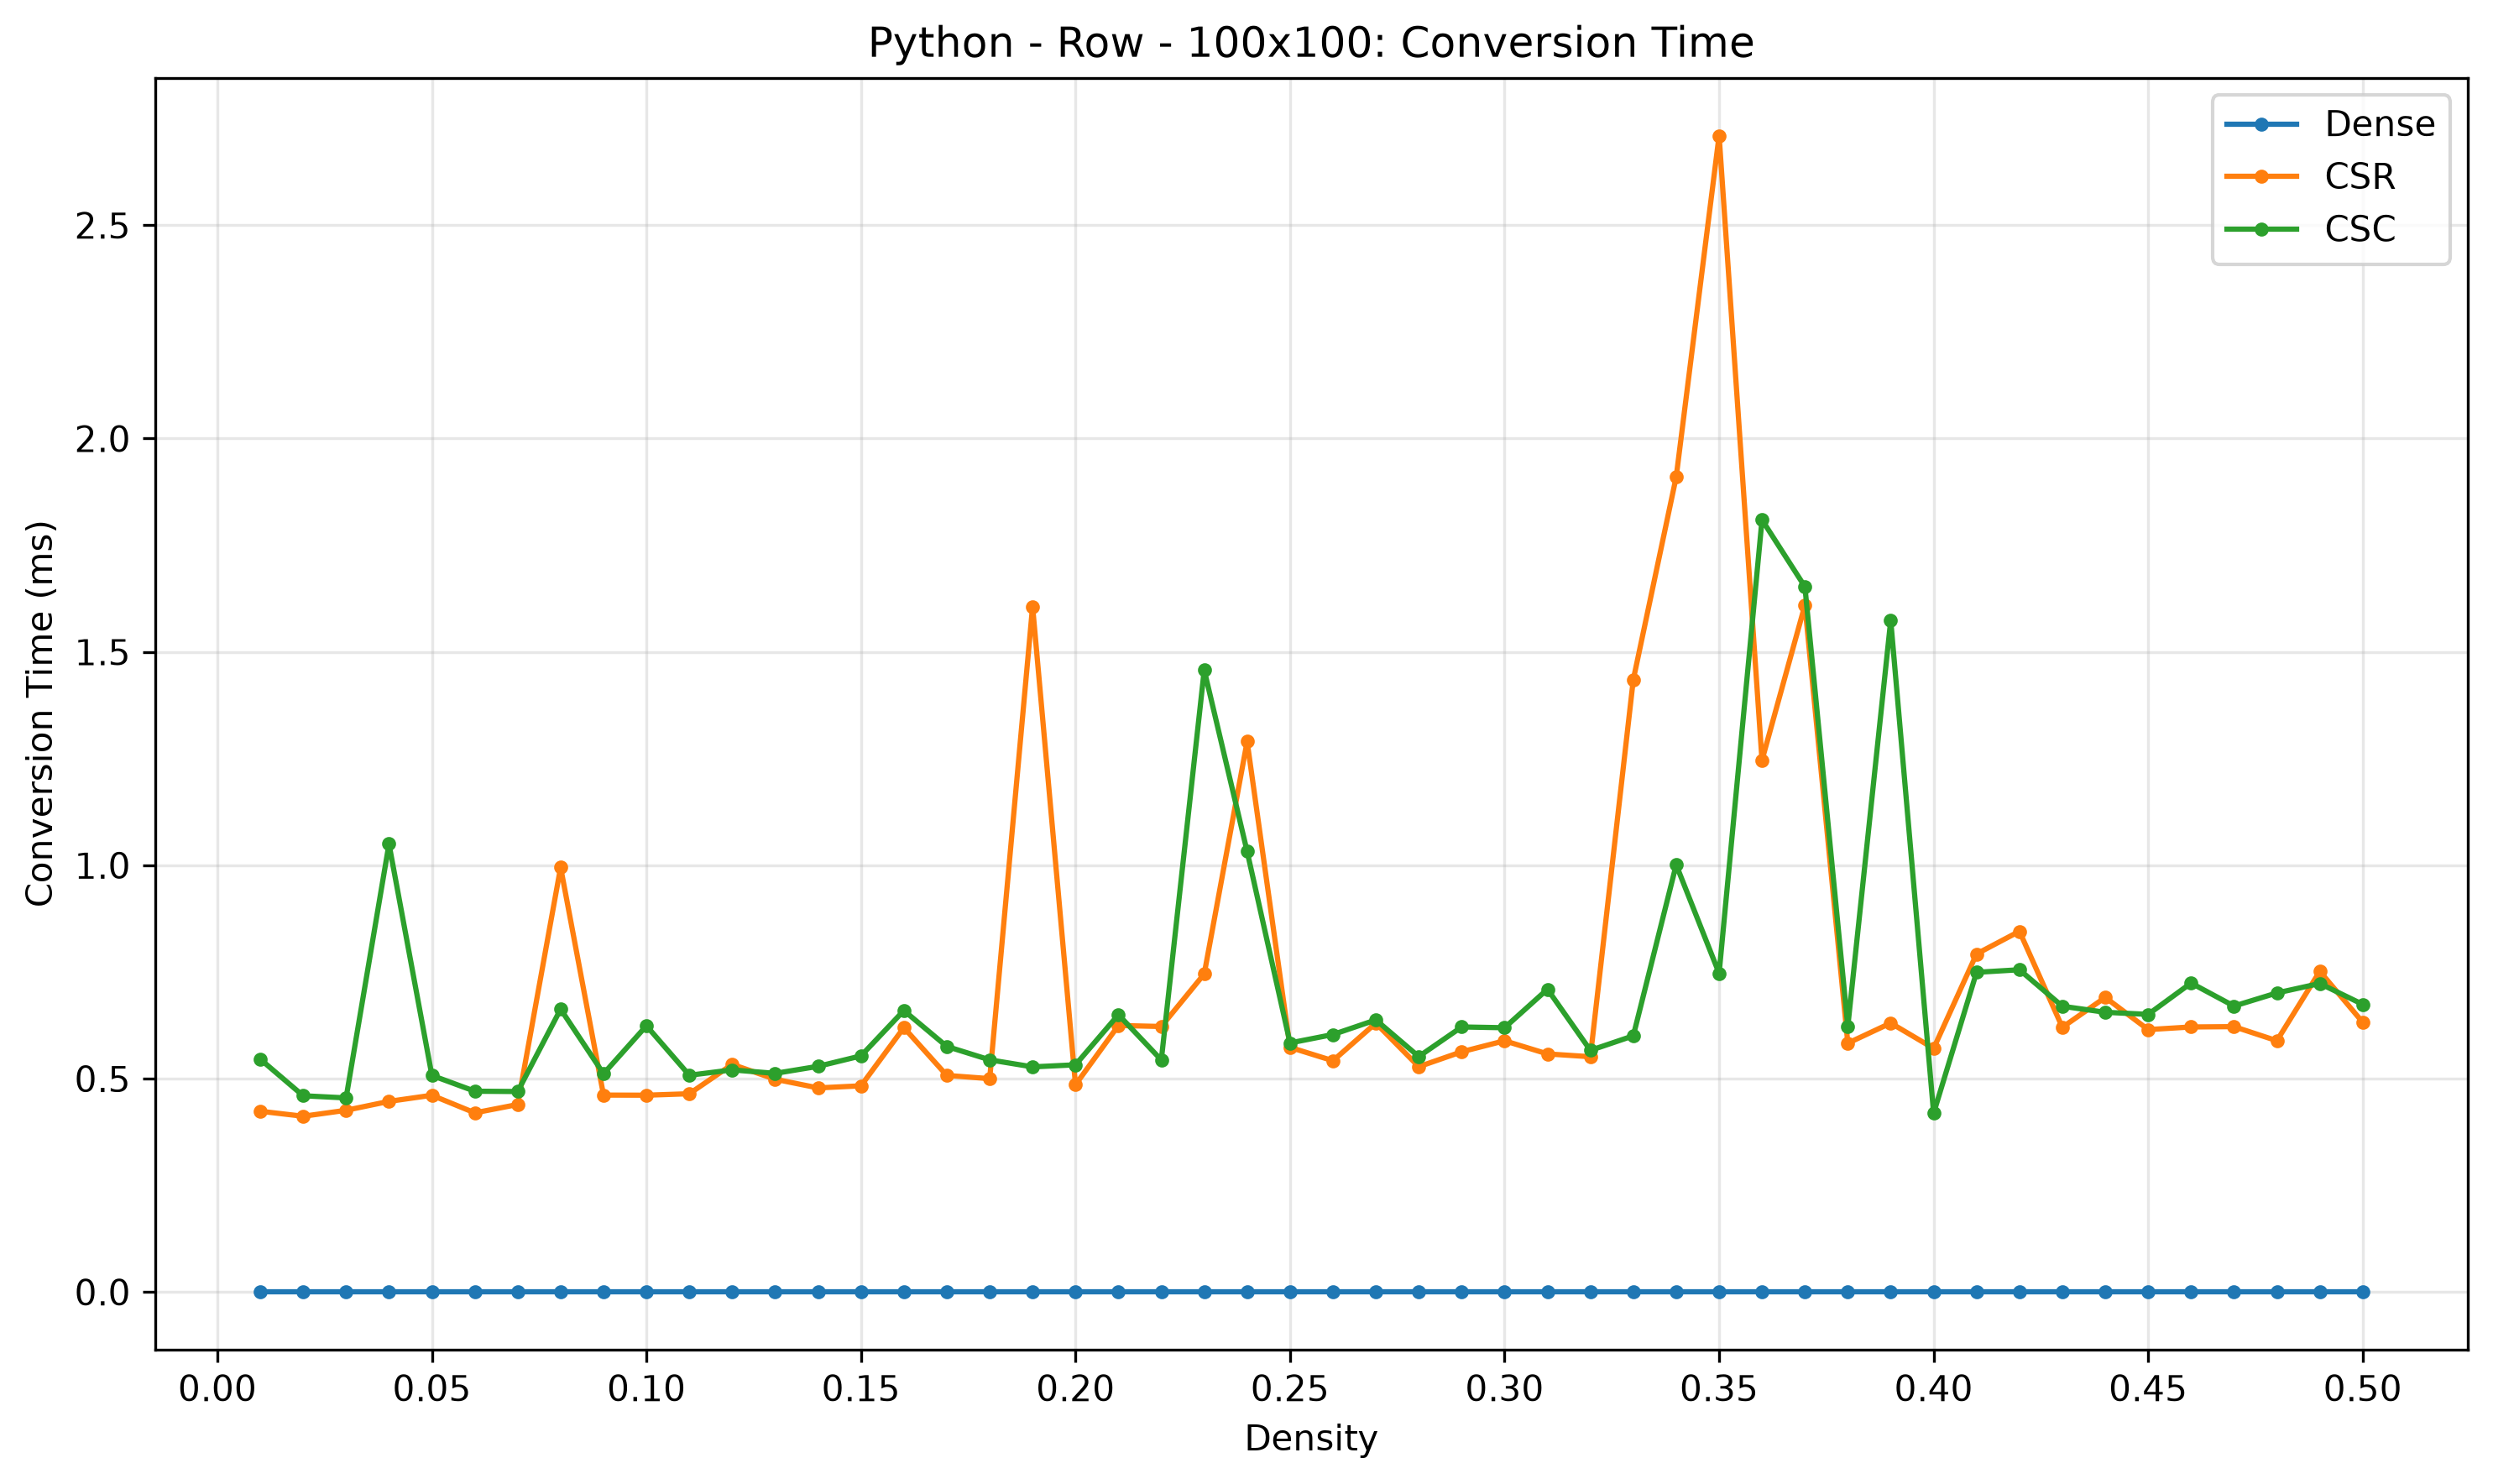 Python - Row - 100x100: Conversion Time
Dense
CSR
CSC
Conversion Time (ms)
2.5
2.0
1.5
1.0
0.5
0.0
0.00 0.05 0.10 0.15 0.20 0.25 0.30 0.35 0.40 0.45 0.50
Density